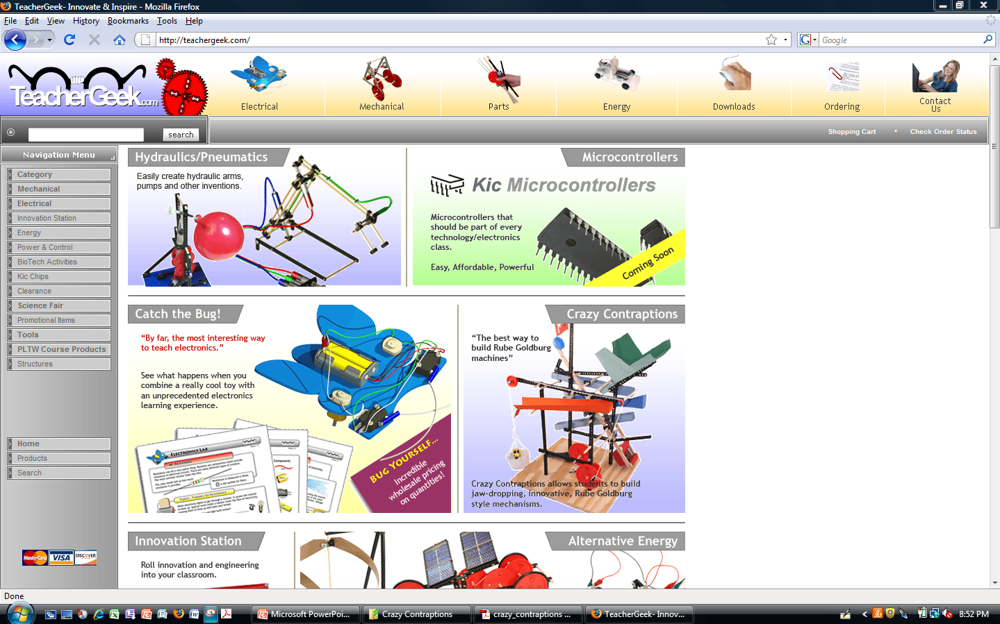 TeacherGeek- Innovate & Inspire - Mozilla Firefox
File Edit View History Bookmarks Tools Help
http://teachergeek.com/
G Google
TeacherGeek.com
Electrical
Mechanical
Parts
Energy
Downloads
Ordering
Contact
Us
search
Shopping Cart • Check Order Status
Navigation Menu
Category
Mechanical
Electrical
Innovation Station
Energy
Power & Control
BioTech Activities
Kic Chips
Clearance
Science Fair
Promotional Items
Tools
PLTW Course Products
Structures
Home
Products
Search
MasterCard VISA DISCOVER
Hydraulics/Pneumatics
Easily create hydraulic arms,
pumps and other inventions.
Microcontrollers
Kic Microcontrollers
Microcontrollers that
should be part of every
technology/electronics
class.
Easy, Affordable, Powerful
Coming Soon
Catch the Bug!
“By far, the most interesting way
to teach electronics.”
See what happens when you
combine a really cool toy with
an unprecedented electronics
learning experience.
Electronics Lab
BUG YOURSELF...
Incredible
wholesale pricing
on quantities!
Crazy Contraptions
“The best way to
build Rube Goldburg
machines”
Crazy Contraptions allows students to build
jaw-dropping, innovative, Rube Goldburg
style mechanisms.
Innovation Station
Roll innovation and engineering
into your classroom.
Alternative Energy
Done
Microsoft PowerPoi...
Crazy Contraptions
crazy_contraptions ...
TeacherGeek- Innov...
8:52 PM